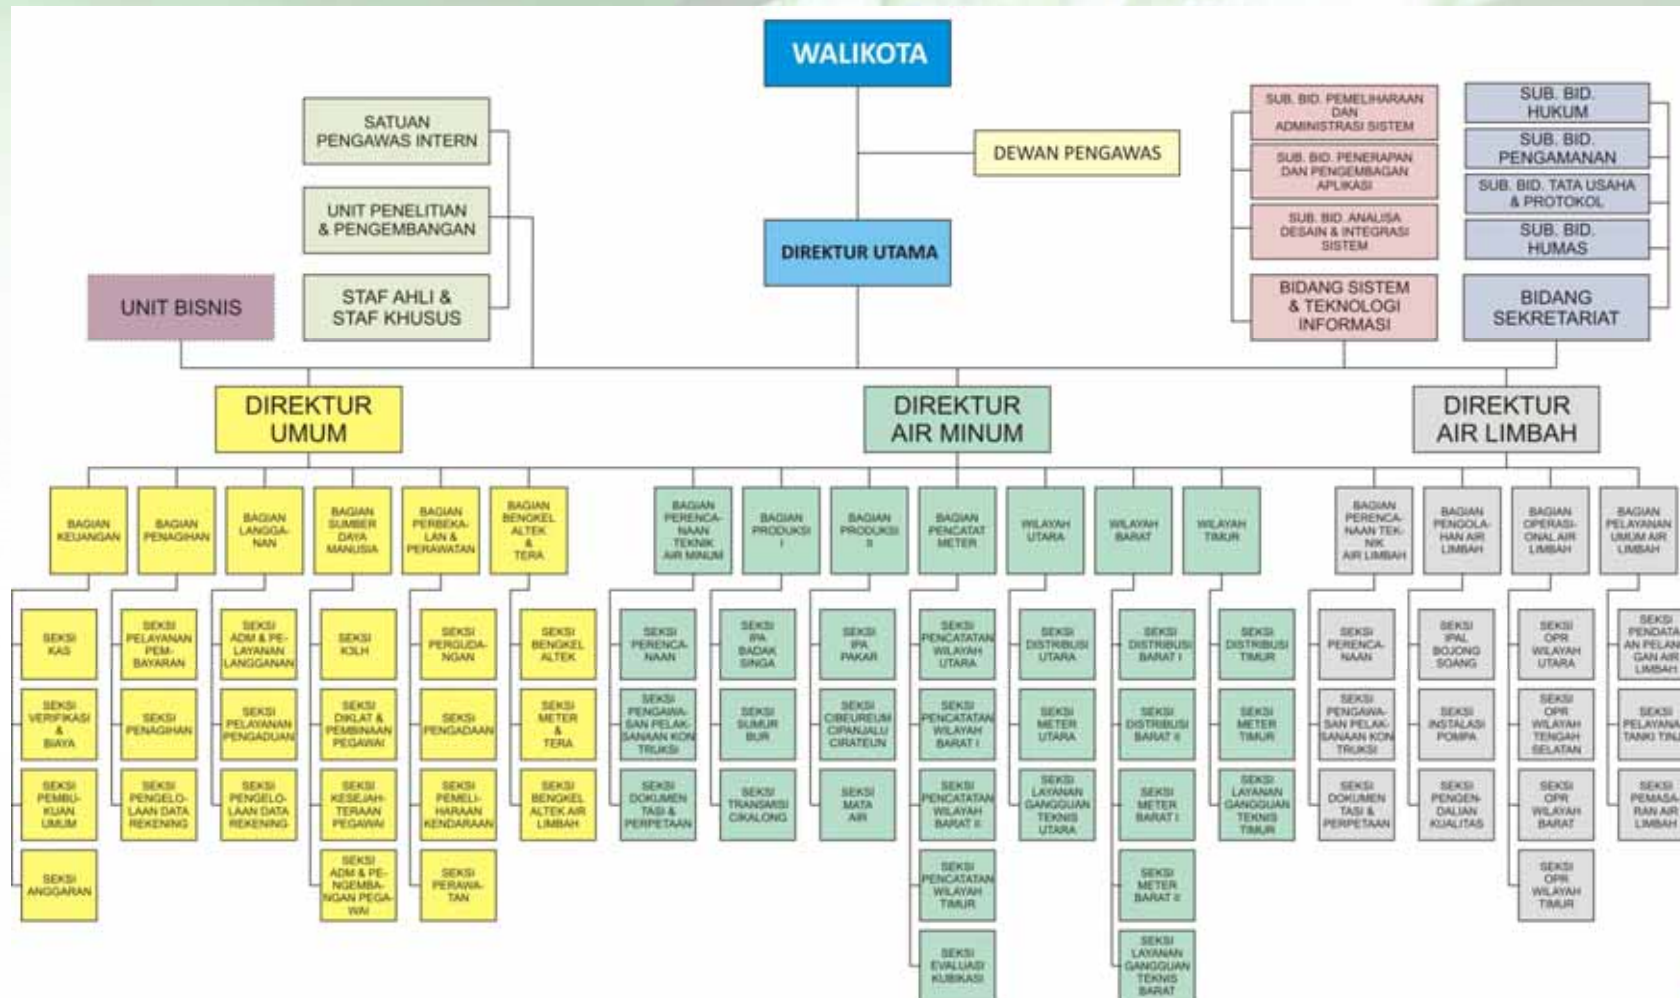 WALIKOTA
SATUAN
PENGAWAS INTERN
UNIT PENELITIAN
& PENGEMBANGAN
STAF AHLI &
STAF KHUSUS
UNIT BISNIS
DEWAN PENGAWAS
DIREKTUR UTAMA
SUB. BID. PEMELIHARAAN
DAN
ADMINISTRASI SISTEM
SUB. BID. PENERAPAN
DAN PENGEMBAGAN
APLIKASI
SUB. BID. ANALISA
DESAIN & INTEGRASI
SISTEM
BIDANG SISTEM
& TEKNOLOGI
INFORMASI
SUB. BID.
HUKUM
SUB. BID.
PENGAMANAN
SUB. BID. TATA USAHA
& PROTOKOL
SUB. BID.
HUMAS
BIDANG
SEKRETARIAT
DIREKTUR
UMUM
DIREKTUR
AIR MINUM
DIREKTUR
AIR LIMBAH
BAGIAN
KEUANGAN
BAGIAN
PENAGIHAN
BAGIAN
LANGGA-
NAN
BAGIAN
SUMBER
DAYA
MANUSIA
BAGIAN
PERBEKA-
LAN &
PERAWATAN
BAGIAN
BENGKEL
ALTEK
&
TERA
BAGIAN
PERENCA-
NAAN
TEKNIK
AIR MINUM
BAGIAN
PRODUKSI
I
BAGIAN
PRODUKSI
II
BAGIAN
PENCATAT
METER
WILAYAH
UTARA
WILAYAH
BARAT
WILAYAH
TIMUR
BAGIAN
PERENCA-
NAAN TEK-
NIK
AIR LIMBAH
BAGIAN
PENGOLA-
HAN AIR
LIMBAH
BAGIAN
OPERASI-
ONAL AIR
LIMBAH
BAGIAN
PELAYANAN
UMUM AIR
LIMBAH
SEKSI
KAS
SEKSI
VERIFIKASI
&
BIAYA
SEKSI
PEMBU-
KUAN
UMUM
SEKSI
ANGGARAN
SEKSI
PELAYANAN
PEM-
BAYARAN
SEKSI
PENAGIHAN
SEKSI
PENGELO-
LAAN DATA
REKENING
SEKSI
ADM & PE-
LAYANAN
LANGGANAN
SEKSI
PELAYANAN
PENGADUAN
SEKSI
PENGELO-
LAAN DATA
REKENING
SEKSI
K3LH
SEKSI
DIKLAT &
PEMBINAAN
PEGAWAI
SEKSI
KESEJAH-
TERAAN
PEGAWAI
SEKSI
ADM & PE-
NGEMBA-
NGAN PEGA-
WAI
SEKSI
PERGUDA-
NGAN
SEKSI
PENGADAAN
SEKSI
PEMELI-
HARAAN
KENDARAAN
SEKSI
PERAWA-
TAN
SEKSI
BENGKEL
ALTEK
SEKSI
METER
&
TERA
SEKSI
BENGKEL
ALTEK AIR
LIMBAH
SEKSI
PERENCA-
NAAN
SEKSI
PENGAWA-
SAN PELAK-
SANAAN KON
TRUKSI
SEKSI
DOKUMEN
TASI &
PERPETAAN
SEKSI
IPA
BADAK
SINGA
SEKSI
SUMUR
BUR
SEKSI
TRANSMISI
CIKALONG
SEKSI
IPA
PAKAR
SEKSI
CIBEUREUM
CIPANJALU
CIRATEUN
SEKSI
MATA
AIR
SEKSI
PENCATATAN
WILAYAH
UTARA
SEKSI
PENCATATAN
WILAYAH
BARAT I
SEKSI
PENCATATAN
WILAYAH
BARAT II
SEKSI
PENCATATAN
WILAYAH
TIMUR
SEKSI
EVALUASI
KUBIKASI
SEKSI
DISTRIBUSI
UTARA
SEKSI
METER
UTARA
SEKSI
LAYANAN
GANGGUAN
TEKNIS
UTARA
SEKSI
DISTRIBUSI
BARAT I
SEKSI
DISTRIBUSI
BARAT II
SEKSI
METER
BARAT I
SEKSI
METER
BARAT II
SEKSI
LAYANAN
GANGGUAN
TEKNIS
BARAT
SEKSI
DISTRIBUSI
TIMUR
SEKSI
METER
TIMUR
SEKSI
LAYANAN
GANGGUAN
TEKNIS
TIMUR
SEKSI
PERENCA-
NAAN
SEKSI
PENGAWA-
SAN PELAK-
SANAAN KON
TRUKSI
SEKSI
DOKUMEN
TASI &
PERPETAAN
SEKSI
IPAL
BOJONG
SOANG
SEKSI
INSTALASI
POMPA
SEKSI
PENGEN-
DALIAN
KUALITAS
SEKSI
OPR
WILAYAH
UTARA
SEKSI
OPR
WILAYAH
TENGAH
SELATAN
SEKSI
OPR
WILAYAH
BARAT
SEKSI
OPR
WILAYAH
TIMUR
SEKSI
PENDATA-
AN PELAN
GAN AIR
LIMBAH
SEKSI
PELAYANA
TANKI TINJ
SEKSI
PEMASA-
RAN AIR
LIMBAH